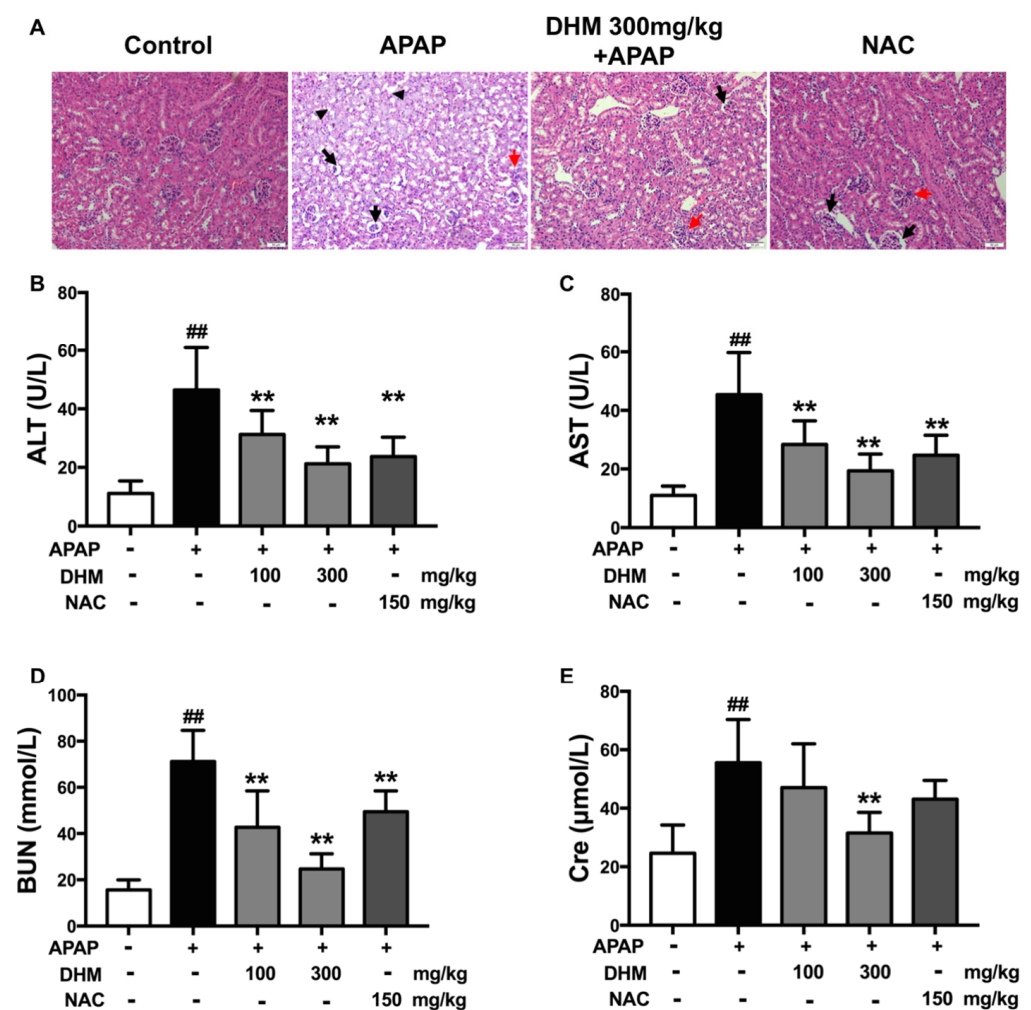 A
Control
APAP
DHM 300mg/kg
+APAP
NAC
B
ALT (U/L)
80
60
40
20
0
##
**
**
**
APAP - + + + +
DHM - - 100 300 - mg/kg
NAC - - - - 150 mg/kg
C
AST (U/L)
80
60
40
20
0
##
**
**
**
APAP - + + + +
DHM - - 100 300 - mg/kg
NAC - - - - 150 mg/kg
D
BUN (mmol/L)
100
80
60
40
20
0
##
**
**
**
APAP - + + + +
DHM - - 100 300 - mg/kg
NAC - - - - 150 mg/kg
E
Cre (µmol/L)
80
60
40
20
0
##
**
APAP - + + + +
DHM - - 100 300 - mg/kg
NAC - - - - 150 mg/kg